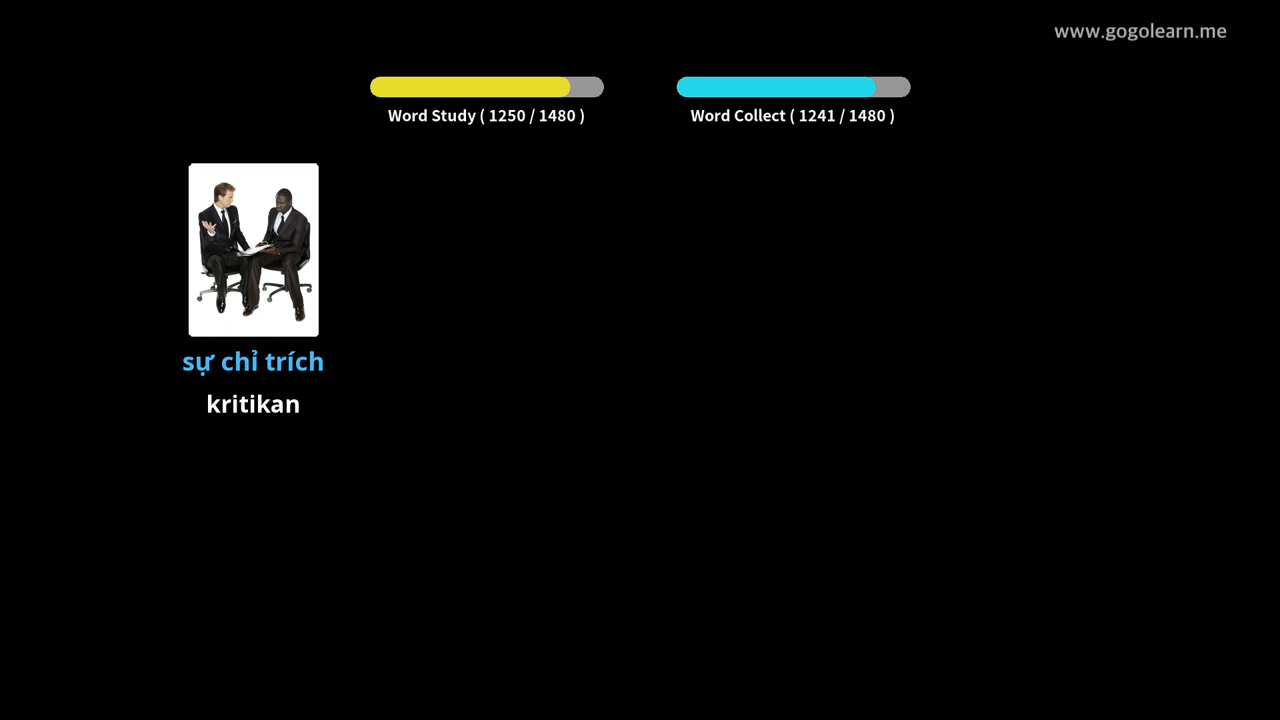 www.gogolearn.me
Word Study ( 1250 / 1480 )
Word Collect ( 1241 / 1480 )
sự chỉ trích
kritikan